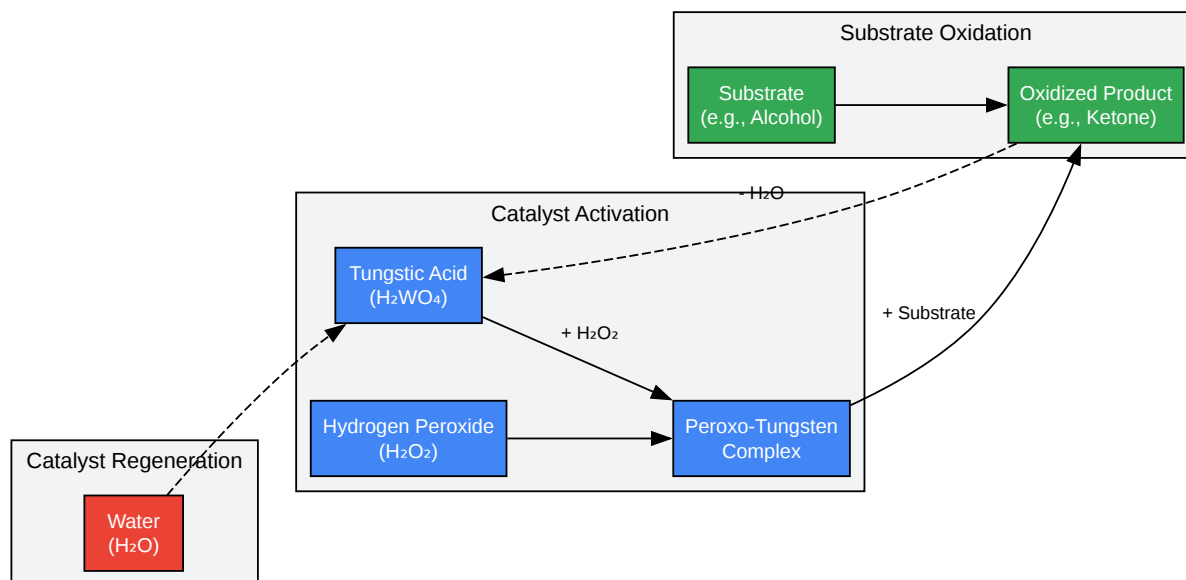 Substrate Oxidation
Substrate
(e.g., Alcohol)
Oxidized Product
(e.g., Ketone)
- H₂O
Catalyst Activation
Tungstic Acid
(H₂WO₄)
+ H₂O₂
+ Substrate
Hydrogen Peroxide
(H₂O₂)
Peroxo-Tungsten
Complex
Catalyst Regeneration
Water
(H₂O)